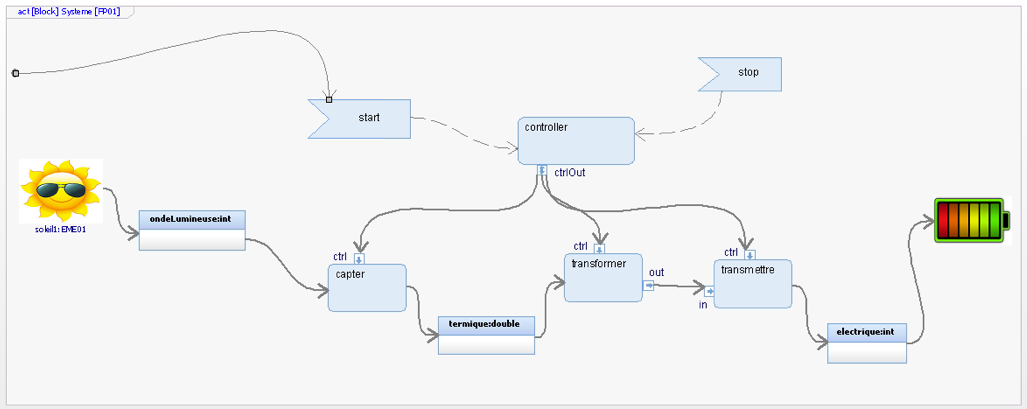 act [Block] Systeme [FP01]
stop
start
controller
ctrlOut
ondeLumineuse:int
soleil1: EME01
ctrl
ctrl
ctrl
capter
transformer
out
transmettre
in
termique:double
electrique:int